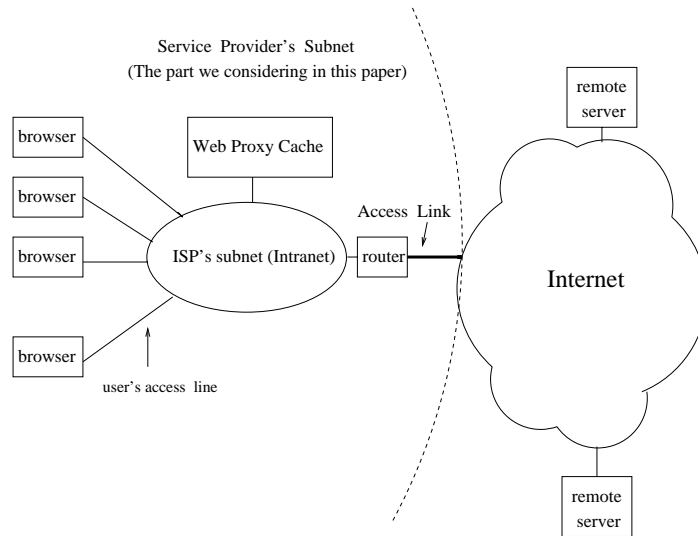 Service Provider's Subnet
(The part we considering in this paper)
remote
server
browser
Web Proxy Cache
browser
Access Link
browser
ISP's subnet (Intranet)
router
Internet
browser
user's access line
remote
server